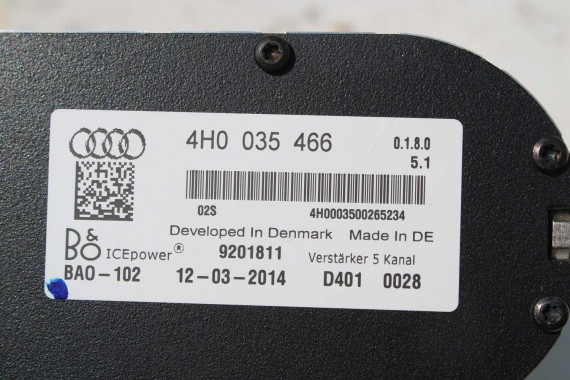 4H0 035 466 0.1.8.0
5.1
02S 4H0003500265234
Developed In Denmark Made In DE
B&O ICEpower® 9201811 Verstärker 5 Kanal
BAO-102 12-03-2014 D401 0028